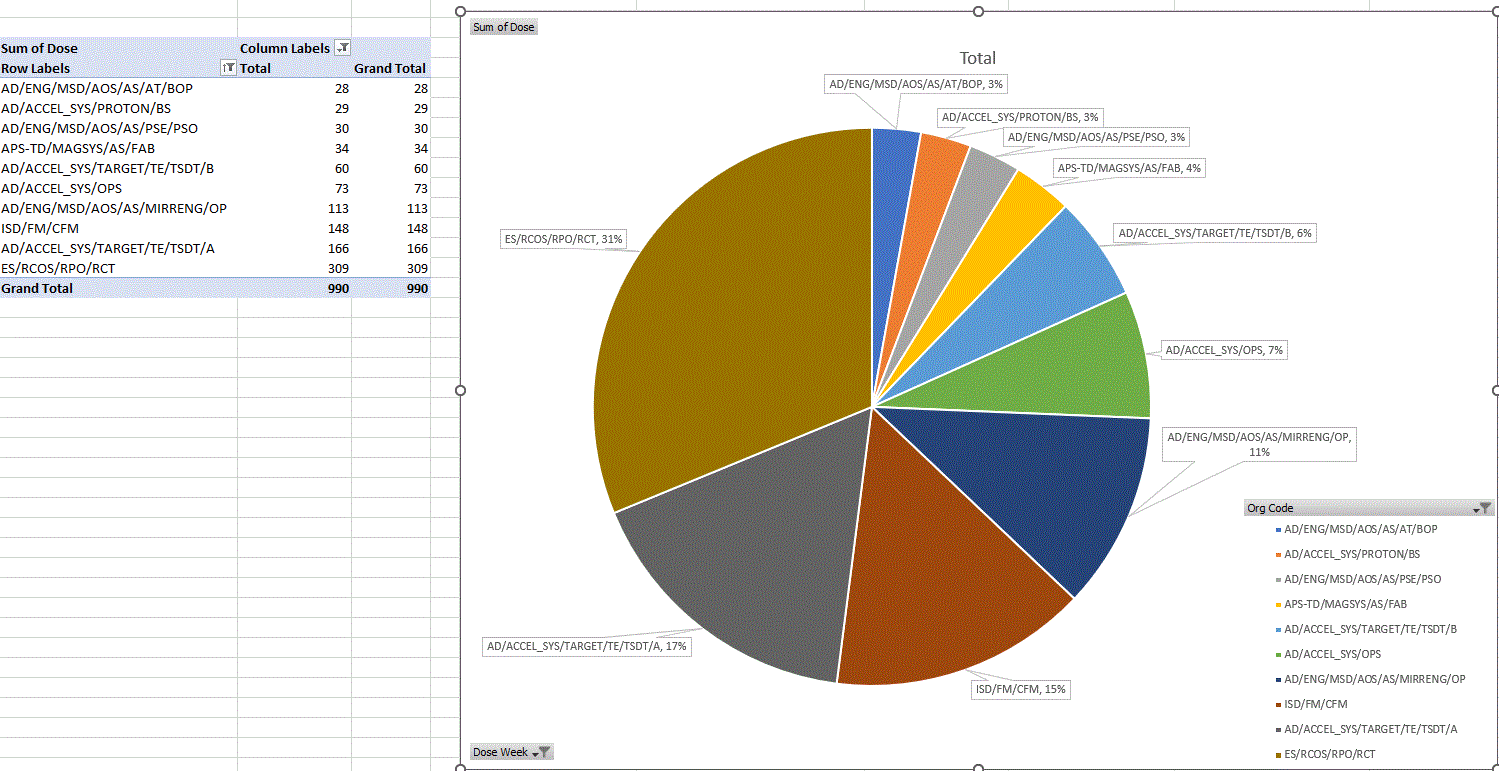 Sum of Dose Column Labels
Row Labels Total Grand Total
AD/ENG/MSD/AOS/AS/AT/BOP 28 28
AD/ACCEL_SYS/PROTON/BS 29 29
AD/ENG/MSD/AOS/AS/PSE/PSO 30 30
APS-TD/MAGSYS/AS/FAB 34 34
AD/ACCEL_SYS/TARGET/TE/TSDT/B 60 60
AD/ACCEL_SYS/OPS 73 73
AD/ENG/MSD/AOS/AS/MIRRENG/OP 113 113
ISD/FM/CFM 148 148
AD/ACCEL_SYS/TARGET/TE/TSDT/A 166 166
ES/RCOS/RPO/RCT 309 309
Grand Total 990 990
Sum of Dose
Total
AD/ENG/MSD/AOS/AS/AT/BOP, 3%
AD/ACCEL_SYS/PROTON/BS, 3%
AD/ENG/MSD/AOS/AS/PSE/PSO, 3%
APS-TD/MAGSYS/AS/FAB, 4%
AD/ACCEL_SYS/TARGET/TE/TSDT/B, 6%
ES/RCOS/RPO/RCT, 31%
AD/ACCEL_SYS/OPS, 7%
AD/ENG/MSD/AOS/AS/MIRRENG/OP,
11%
AD/ACCEL_SYS/TARGET/TE/TSDT/A, 17%
ISD/FM/CFM, 15%
Org Code
AD/ENG/MSD/AOS/AS/AT/BOP
AD/ACCEL_SYS/PROTON/BS
AD/ENG/MSD/AOS/AS/PSE/PSO
APS-TD/MAGSYS/AS/FAB
AD/ACCEL_SYS/TARGET/TE/TSDT/B
AD/ACCEL_SYS/OPS
AD/ENG/MSD/AOS/AS/MIRRENG/OP
ISD/FM/CFM
AD/ACCEL_SYS/TARGET/TE/TSDT/A
ES/RCOS/RPO/RCT
Dose Week